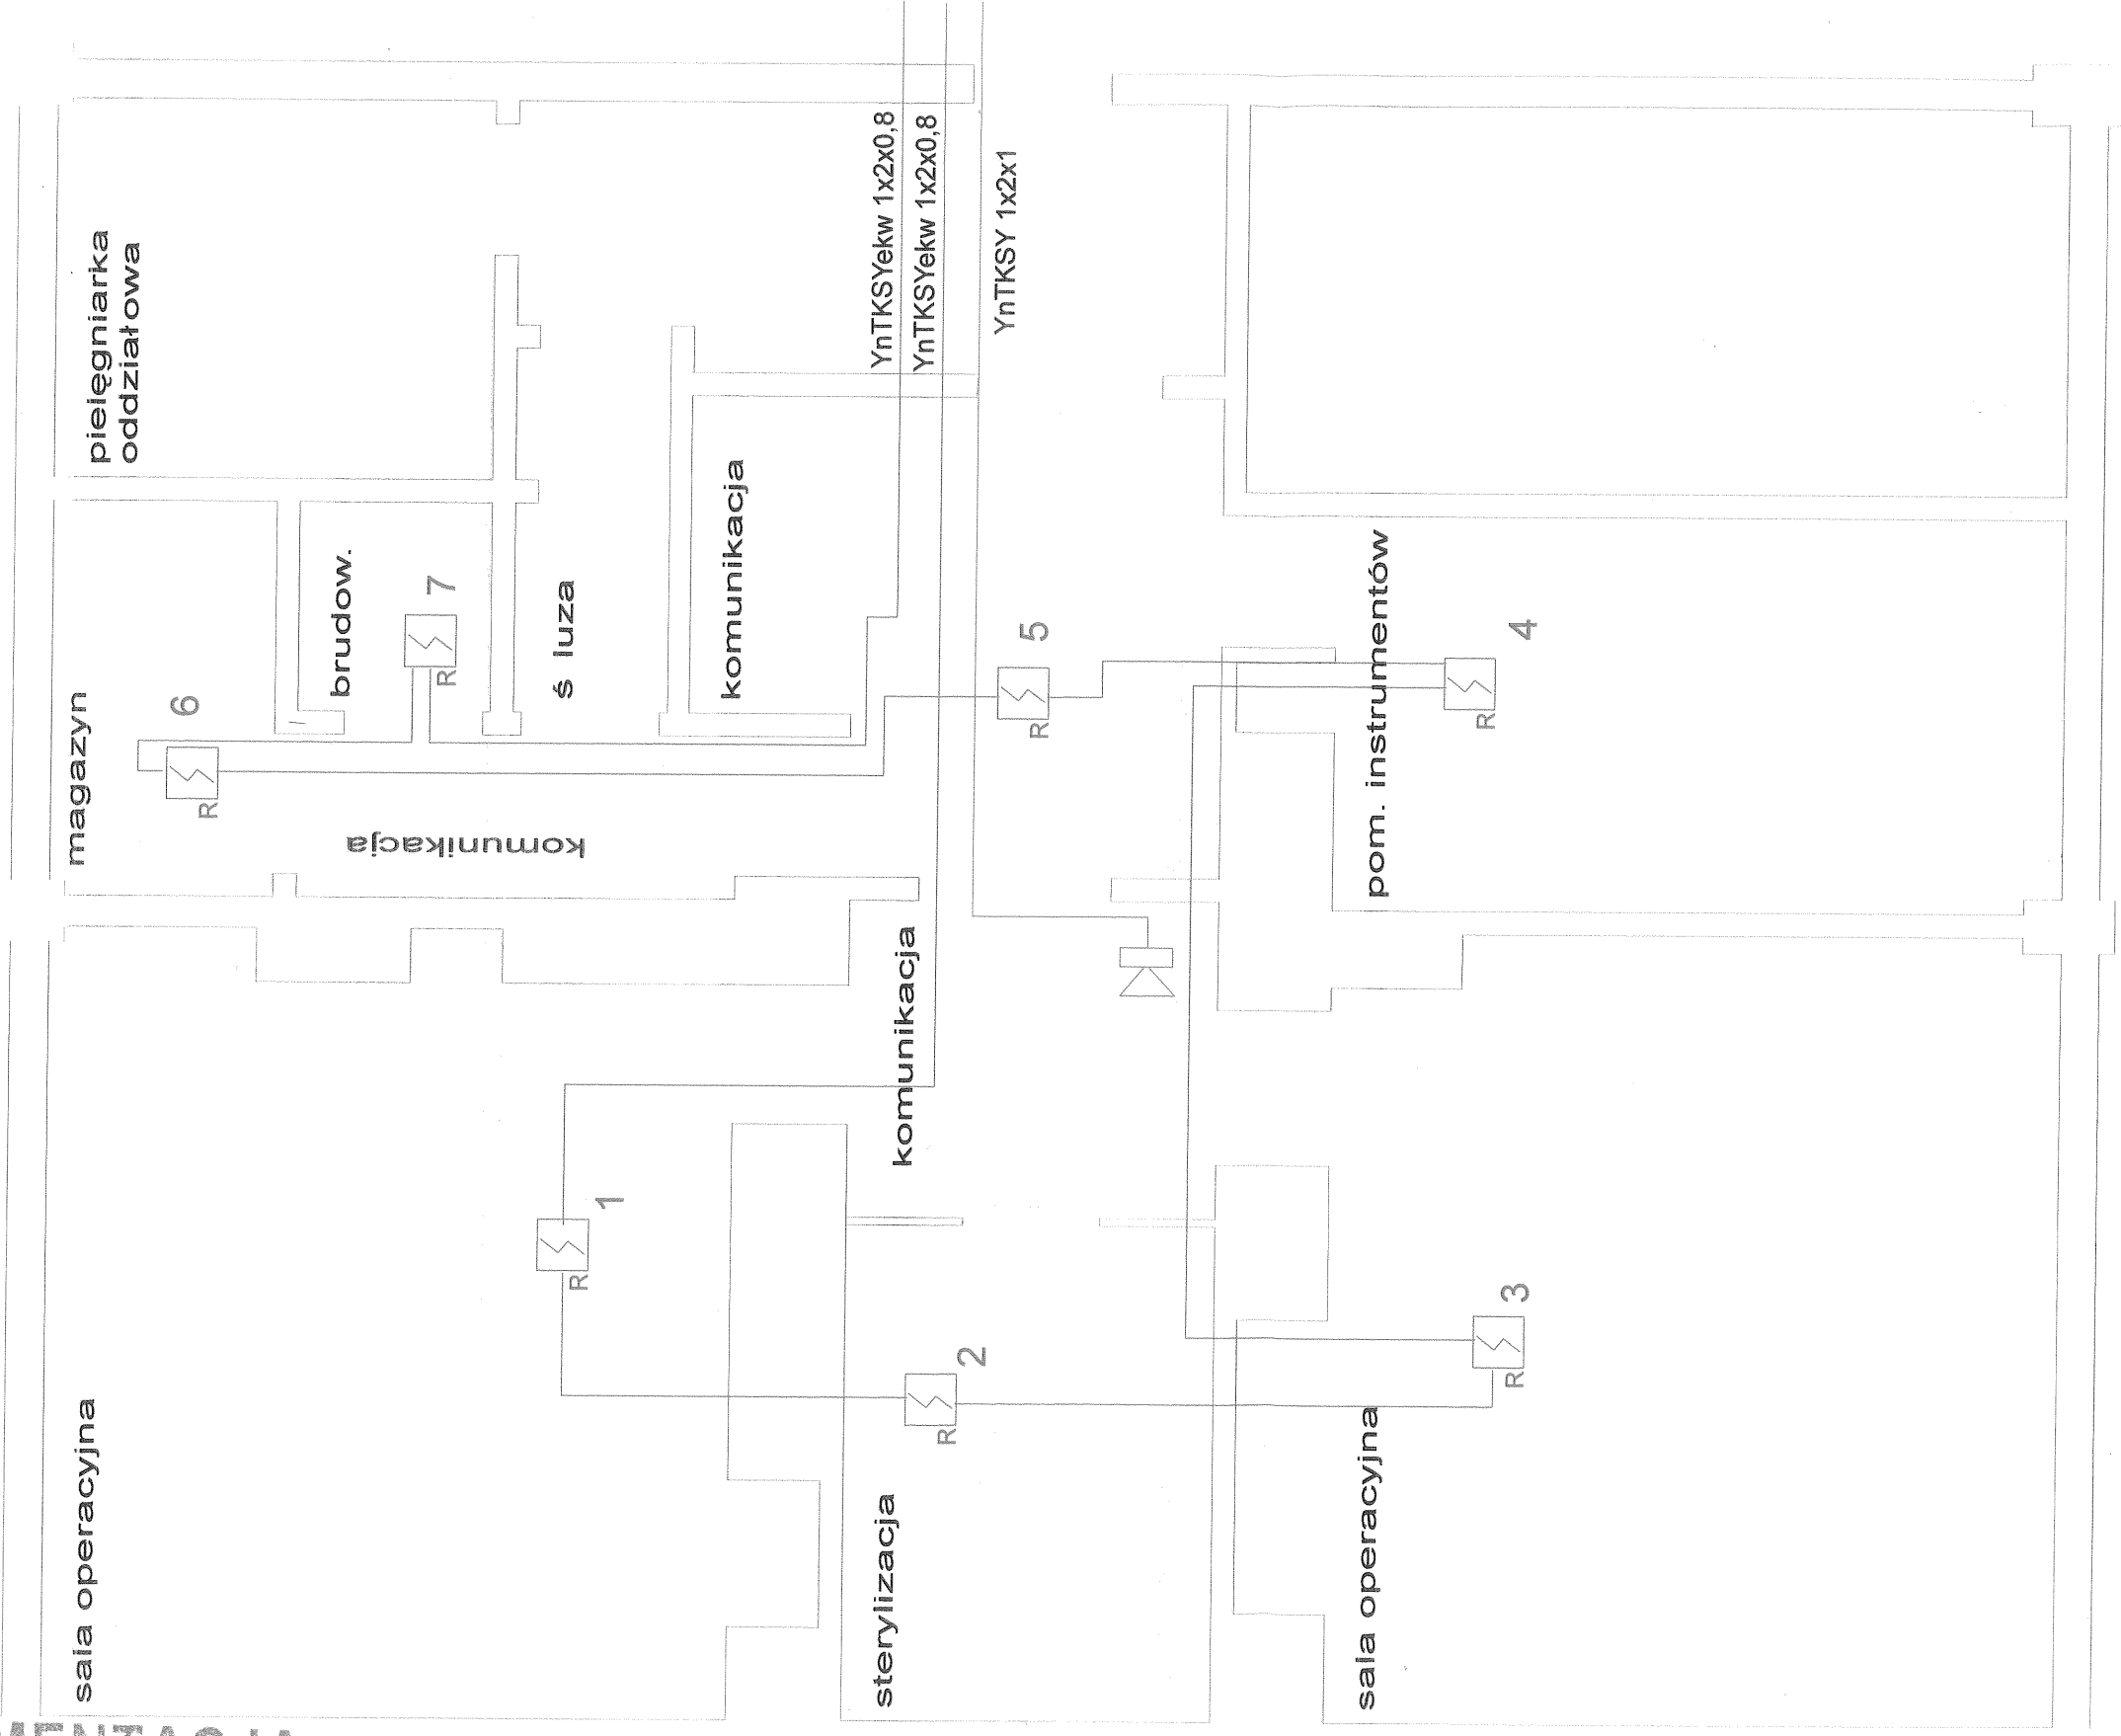 pielęgniarka
oddziałowa
YnTKSYekw 1x2x0,8
YnTKSYekw 1x2x0,8
YnTKSY 1x2x1
magazyn
6
R
brudow.
7
R
ś luza
komunikacja
komunikacja
5
R
pom. instrumentów
4
R
komunikacja
sala operacyjna
1
R
sterylizacja
2
R
sala operacyjna
3
R